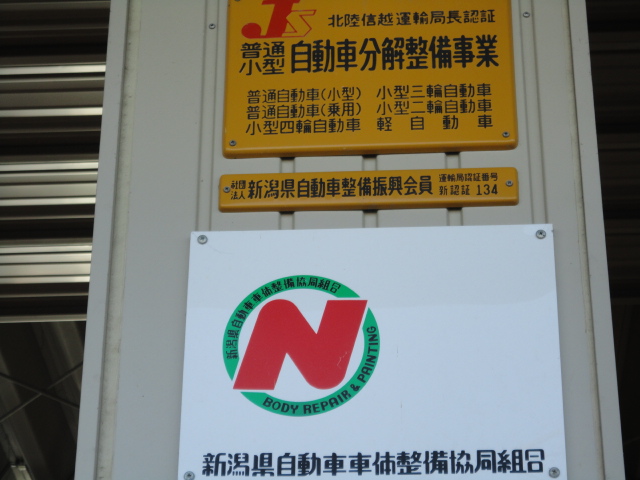 JS 北陸信越運輸局長認証
普通
小型 自動車分解整備事業
普通自動車(小型) 小型三輪自動車
普通自動車(乗用) 小型二輪自動車
小型四輪自動車 軽自動車
社団
法人 新潟県自動車整備振興会会員 運輸局認証番号
新認証 134
新潟県自動車車体整備協同組合
N
BODY REPAIR & PAINTING
新潟県自動車車体整備協同組合